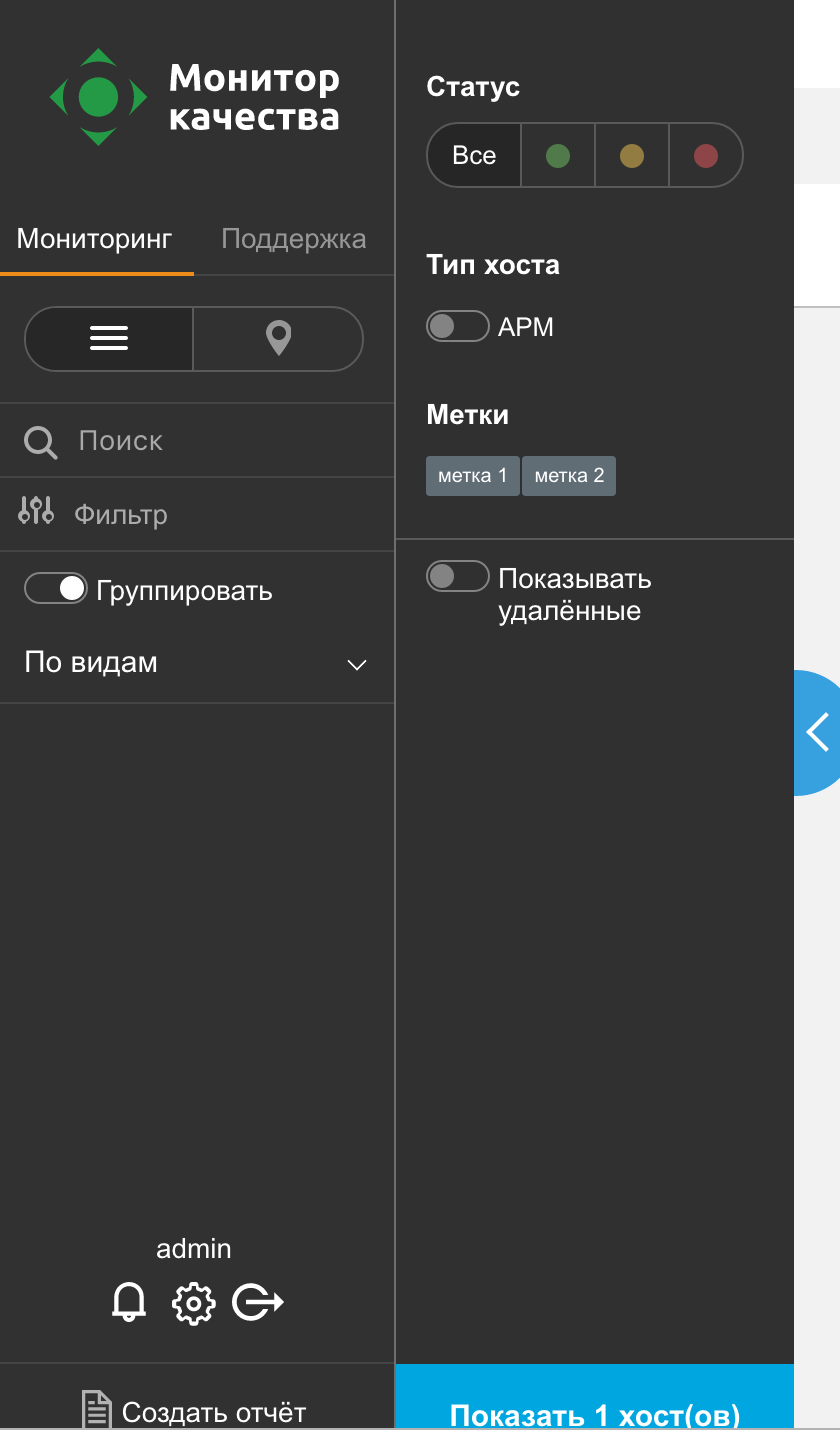 Монитор
качества
Мониторинг
Поддержка
Поиск
Фильтр
Группировать
По видам
admin
Создать отчёт
Статус
Все
Тип хоста
АРМ
Метки
метка 1
метка 2
Показывать
удалённые
Показать 1 хост(ов)